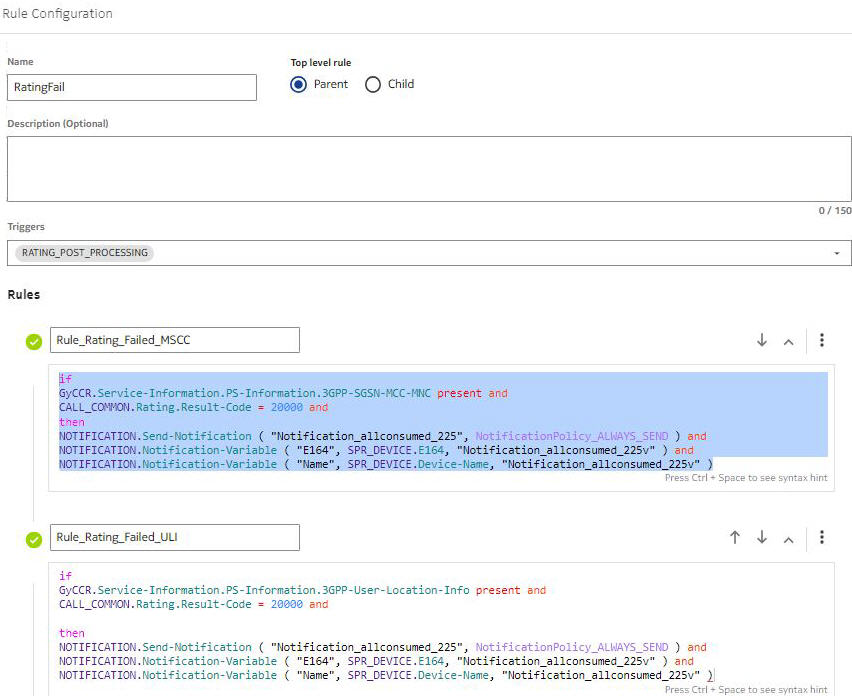 Rule Configuration
Name
Top level rule
RatingFail
Parent
Child
Description (Optional)
0 / 150
Triggers
RATING_POST_PROCESSING
Rules
Rule_Rating_Failed_MSCC
if
GyCCR.Service-Information.PS-Information.3GPP-SGSN-MCC-MNC present and
CALL_COMMON.Rating.Result-Code = 20000 and
then
NOTIFICATION.Send-Notification ( "Notification_allconsumed_225", NotificationPolicy_ALWAYS_SEND ) and
NOTIFICATION.Notification-Variable ( "E164", SPR_DEVICE.E164, "Notification_allconsumed_225v" ) and
NOTIFICATION.Notification-Variable ( "Name", SPR_DEVICE.Device-Name, "Notification_allconsumed_225v" )
Press Ctrl + Space to see syntax hint
Rule_Rating_Failed_ULI
if
GyCCR.Service-Information.PS-Information.3GPP-User-Location-Info present and
CALL_COMMON.Rating.Result-Code = 20000 and
then
NOTIFICATION.Send-Notification ( "Notification_allconsumed_225", NotificationPolicy_ALWAYS_SEND ) and
NOTIFICATION.Notification-Variable ( "E164", SPR_DEVICE.E164, "Notification_allconsumed_225v" ) and
NOTIFICATION.Notification-Variable ( "Name", SPR_DEVICE.Device-Name, "Notification_allconsumed_225v" )
Press Ctrl + Space to see syntax hint